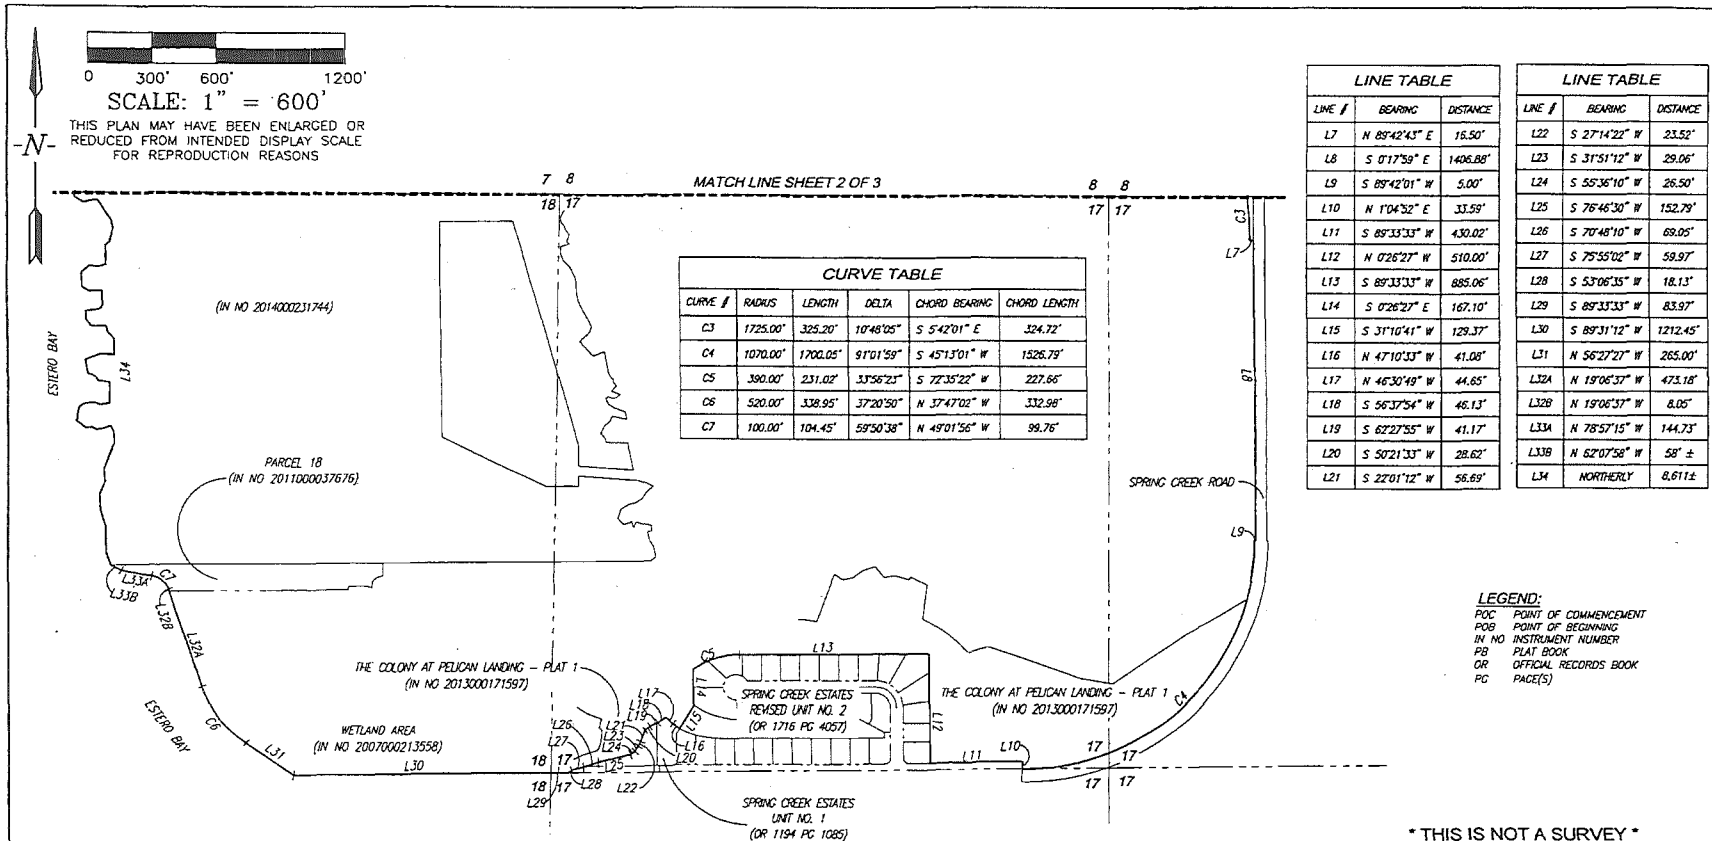 0 300' 600' 1200'
SCALE: 1" = 600'
THIS PLAN MAY HAVE BEEN ENLARGED OR
REDUCED FROM INTENDED DISPLAY SCALE
FOR REPRODUCTION REASONS
-N-
7 8
MATCH LINE SHEET 2 OF 3
8 8
18 17
17 17
C3
L7
(IN NO 2014000231744)
ESTERO BAY
L34
CURVE TABLE
CURVE # RADIUS LENGTH DELTA CHORD BEARING CHORD LENGTH
C3 1725.00' 325.20' 10°48'05" S 5°42'01" E 324.72'
C4 1070.00' 1700.05' 91°01'59" S 45°13'01" W 1526.79'
C5 390.00' 231.02' 33°56'23" S 72°35'22" W 227.66'
C6 520.00' 338.95' 37°20'50" N 37°47'02" W 332.98'
C7 100.00' 104.45' 59°50'38" N 49°01'56" W 99.76'
LINE TABLE
LINE # BEARING DISTANCE
L7 N 89°42'43" E 16.50'
L8 S 0°17'59" E 1406.88'
L9 S 89°42'01" W 5.00'
L10 N 1°04'52" E 33.59'
L11 S 89°33'33" W 430.02'
L12 N 0°26'27" W 510.00'
L13 S 89°33'33" W 885.06'
L14 S 0°26'27" E 167.10'
L15 S 31°10'41" W 129.37'
L16 N 47°10'33" W 41.08'
L17 N 46°30'49" W 44.65'
L18 S 56°37'54" W 46.13'
L19 S 62°27'55" W 41.17'
L20 S 50°21'33" W 28.62'
L21 S 22°01'12" W 56.69'
LINE TABLE
LINE # BEARING DISTANCE
L22 S 27°14'22" W 23.52'
L23 S 31°51'12" W 29.06'
L24 S 55°36'10" W 26.50'
L25 S 76°46'30" W 152.79'
L26 S 70°48'10" W 69.05'
L27 S 75°55'02" W 59.97'
L28 S 53°06'35" W 18.13'
L29 S 89°33'33" W 83.97'
L30 S 89°31'12" W 1212.45'
L31 N 56°27'27" W 265.00'
L32A N 19°06'37" W 473.18'
L32B N 19°06'37" W 8.05'
L33A N 78°57'15" W 144.73'
L33B N 62°07'58" W 58' ±
L34 NORTHERLY 8,611±
L8
PARCEL 18
(IN NO 2011000037676)
SPRING CREEK ROAD
L9
L33A
L33B
C7
L32B
L32A
C6
L31
ESTERO BAY
LEGEND:
POC POINT OF COMMENCEMENT
POB POINT OF BEGINNING
IN NO INSTRUMENT NUMBER
PB PLAT BOOK
OR OFFICIAL RECORDS BOOK
PG PAGE(S)
THE COLONY AT PELICAN LANDING - PLAT 1
(IN NO 2013000171597)
WETLAND AREA
(IN NO 2007000213558)
L30
C5
L13
L14
L15
SPRING CREEK ESTATES
REVISED UNIT NO. 2
(OR 1716 PG 4057)
L12
THE COLONY AT PELICAN LANDING - PLAT 1
(IN NO 2013000171597)
C4
L17
L18
L19
L21
L23
L24
L26
L27
L25
L28
L22
L16
L20
L29
L11
L10
18 17
18 17
17 17
17 17
SPRING CREEK ESTATES
UNIT NO. 1
(OR 1194 PG 1085)
* THIS IS NOT A SURVEY *